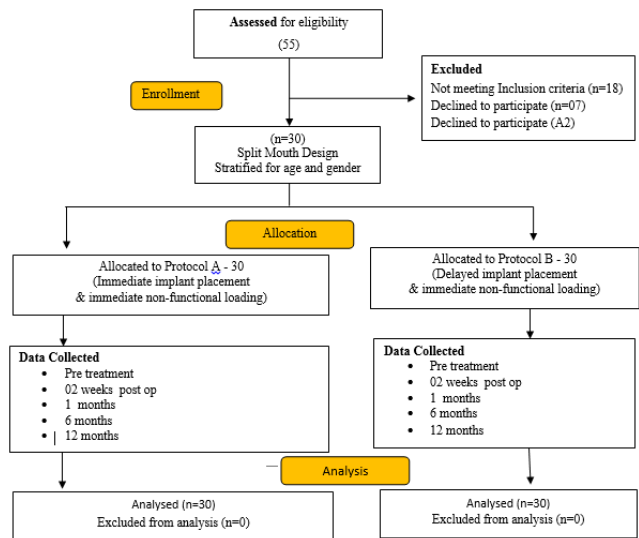 Assessed for eligibility
(55)
Excluded
Not meeting Inclusion criteria (n=18)
Declined to participate (n=07)
Declined to participate (A2)
Enrollment
(n=30)
Split Mouth Design
Stratified for age and gender
Allocation
Allocated to Protocol A - 30
(Immediate implant placement
& immediate non-functional loading)
Allocated to Protocol B - 30
(Delayed implant placement
& immediate non-functional loading)
Data Collected
• Pre treatment
• 02 weeks post op
• 1 months
• 6 months
• 12 months
Data Collected
• Pre treatment
• 02 weeks post op
• 1 months
• 6 months
• 12 months
Analysis
Analysed (n=30)
Excluded from analysis (n=0)
Analysed (n=30)
Excluded from analysis (n=0)